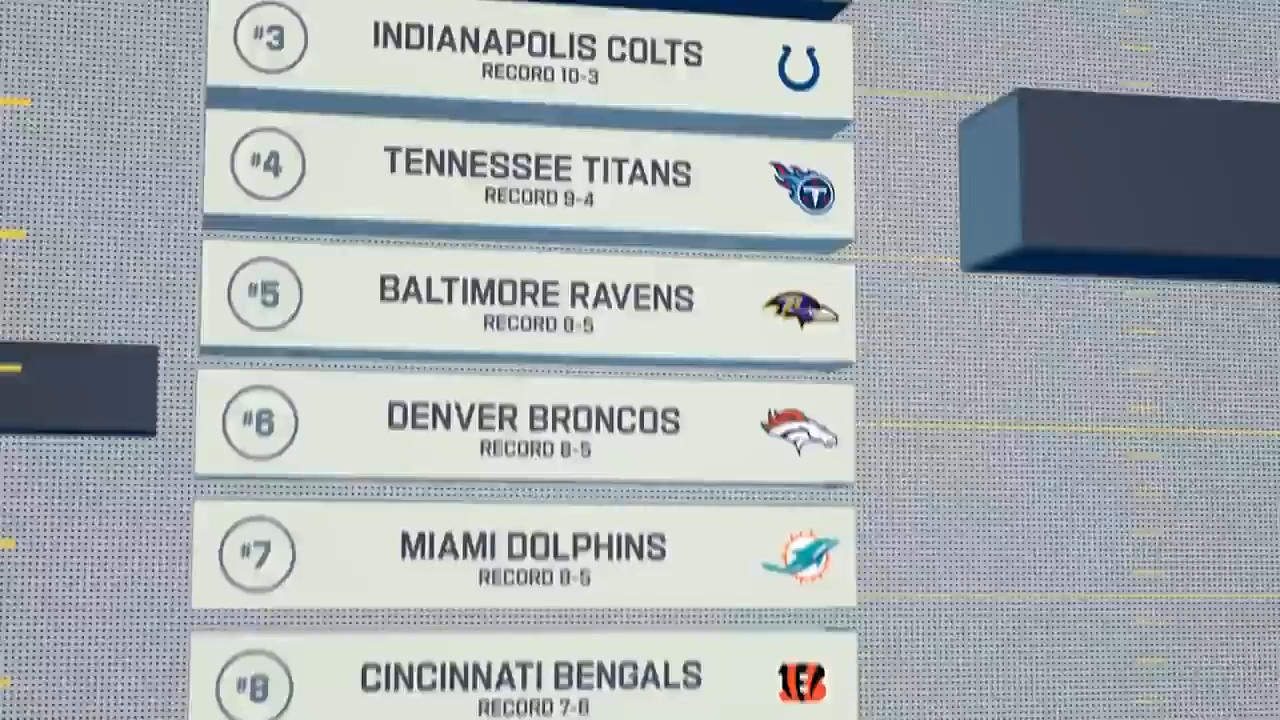 #3
INDIANAPOLIS COLTS
RECORD 10-3
#4
TENNESSEE TITANS
RECORD 9-4
#5
BALTIMORE RAVENS
RECORD 8-5
#6
DENVER BRONCOS
RECORD 8-5
#7
MIAMI DOLPHINS
RECORD 8-5
#8
CINCINNATI BENGALS
RECORD 7-6